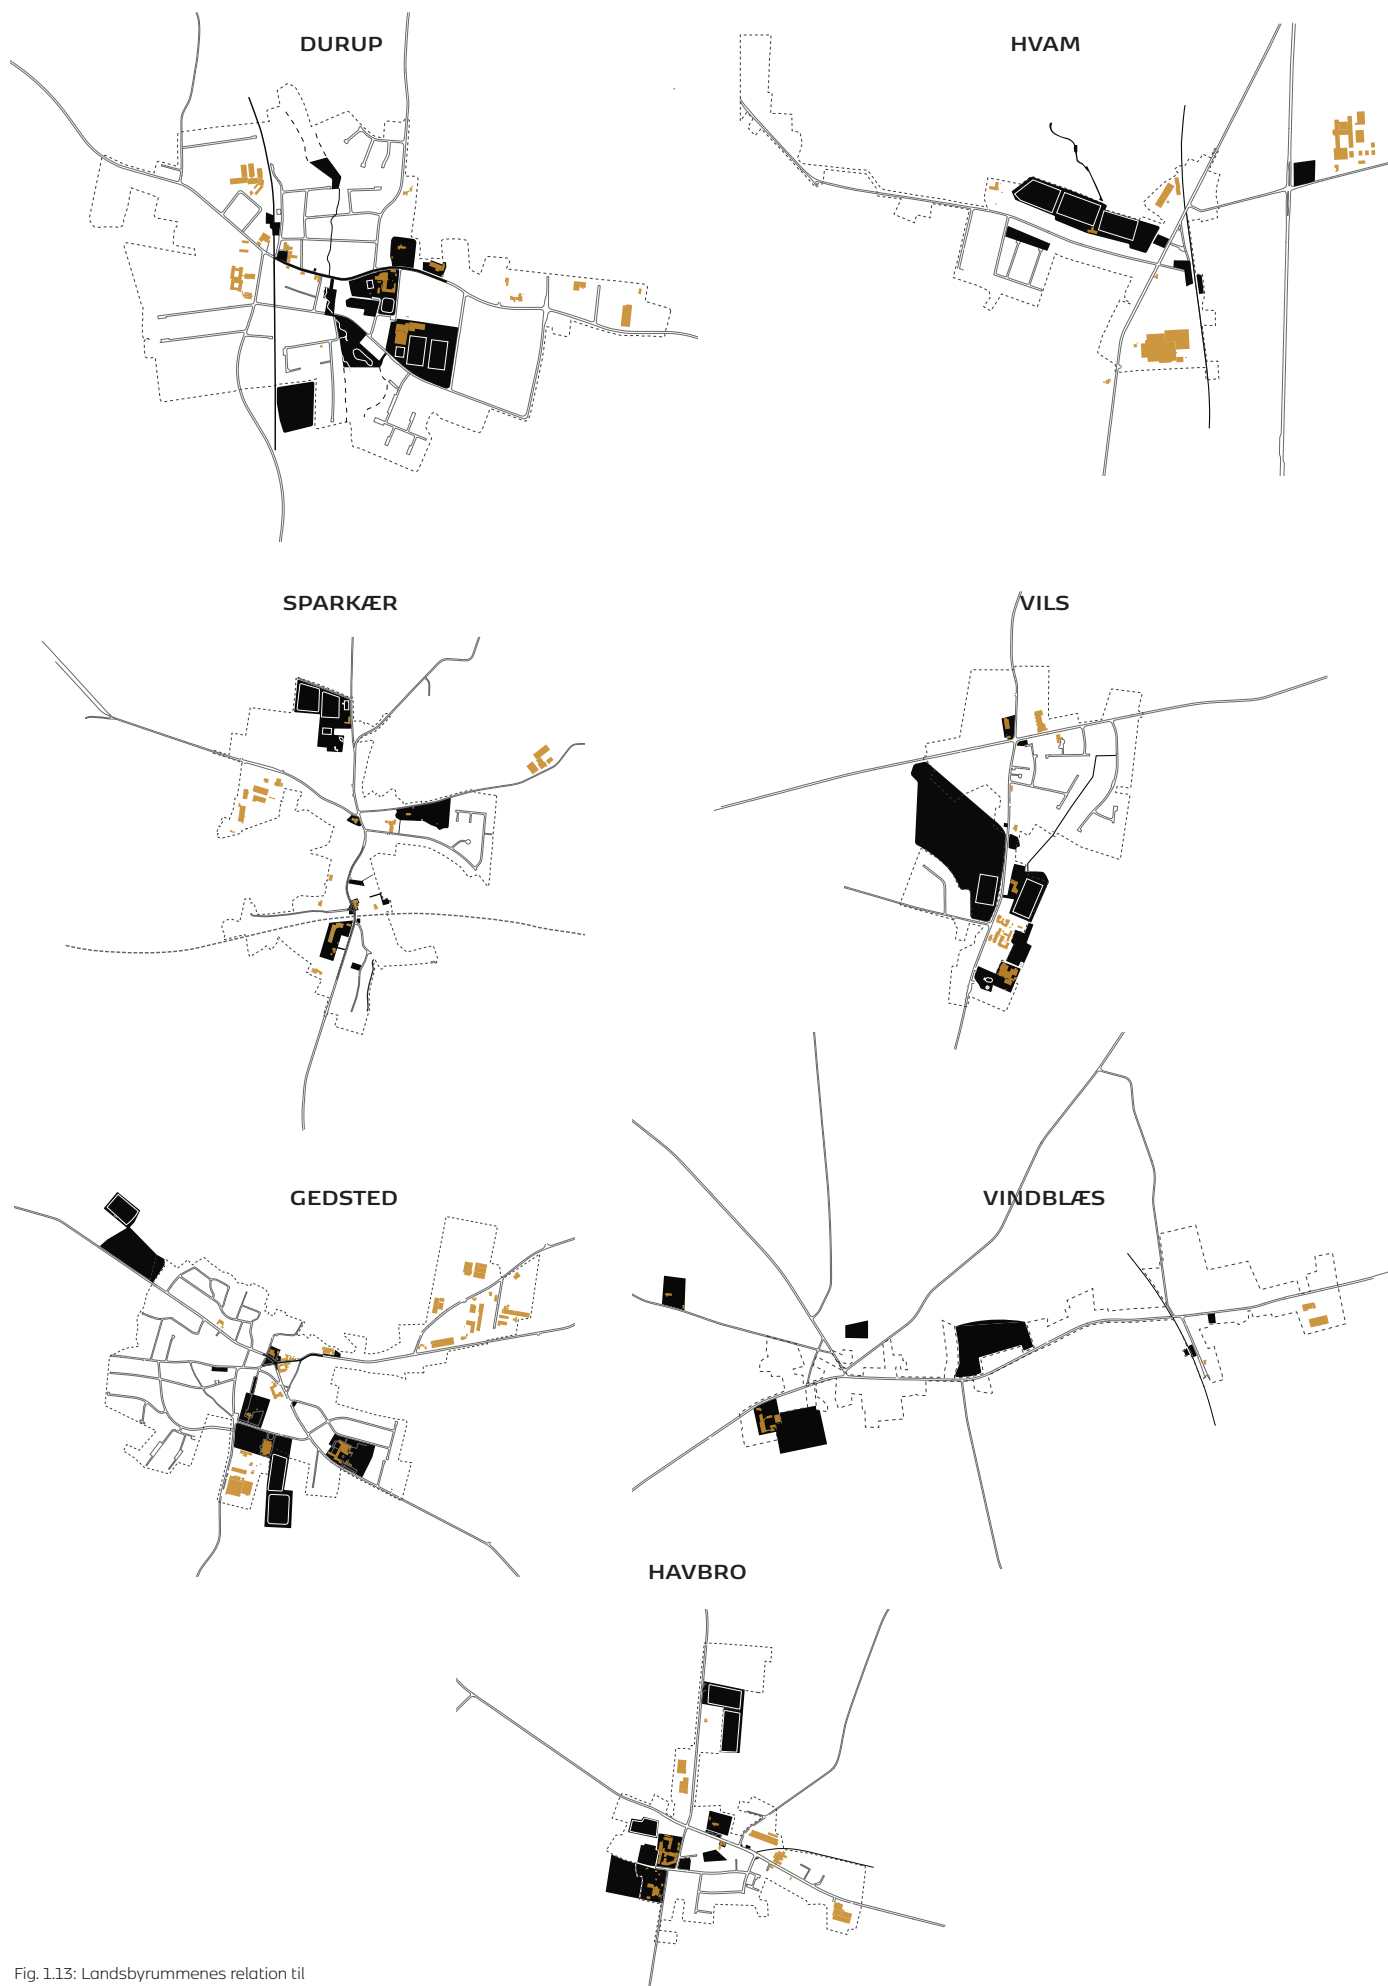 DURUP
HVAM
SPARKÆR
VILS
GEDSTED
VINDBLÆS
HAVBRO
Fig. 1.13: Landsbyrummenes relation til